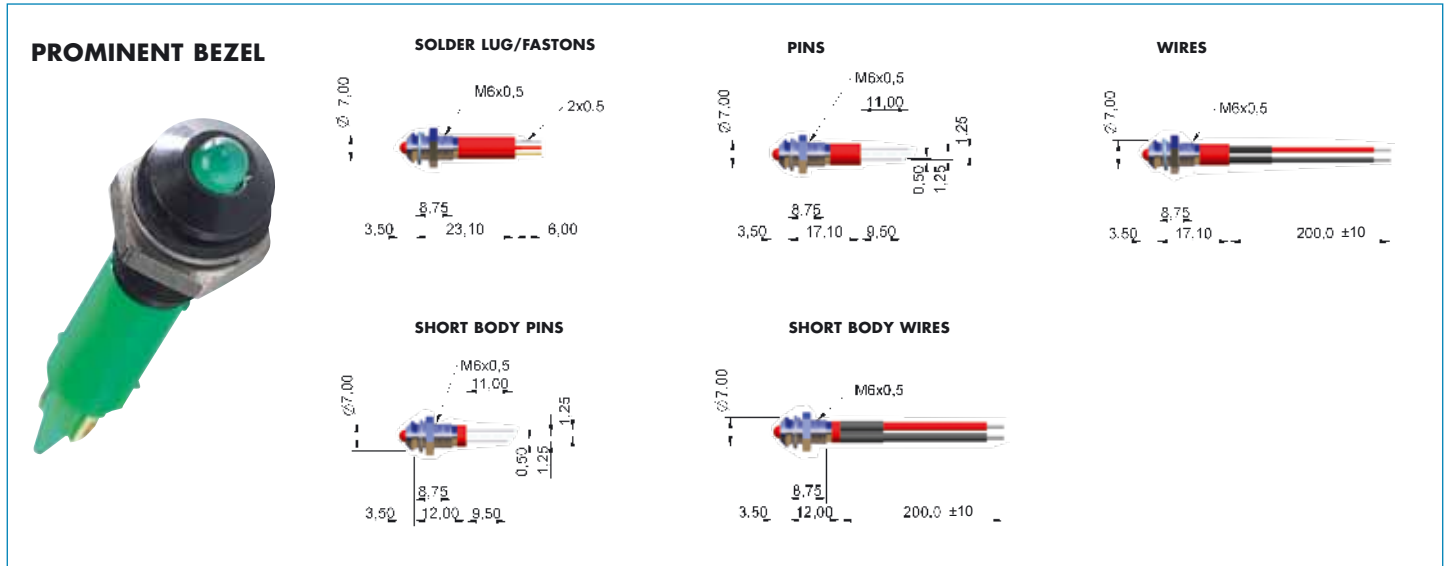 PROMINENT BEZEL
SOLDER LUG/FASTONS
Ø 7,00
M6x0,5
2x0.5
8,75
3,50 23,10 6,00
PINS
Ø 7,00
M6x0,5
11,00
1,25
0,50
1,25
8,75
3,50 17,10 9,50
WIRES
Ø 7,00
M6x0,5
8,75
3.50 17.10 200.0 ±10
SHORT BODY PINS
Ø 7,00
M6x0,5
11,00
1,25
0,50
1,25
8,75
3,50 12,00 9,50
SHORT BODY WIRES
Ø 7.00
M6x0,5
8,75
3.50 12,00 200.0 ±10